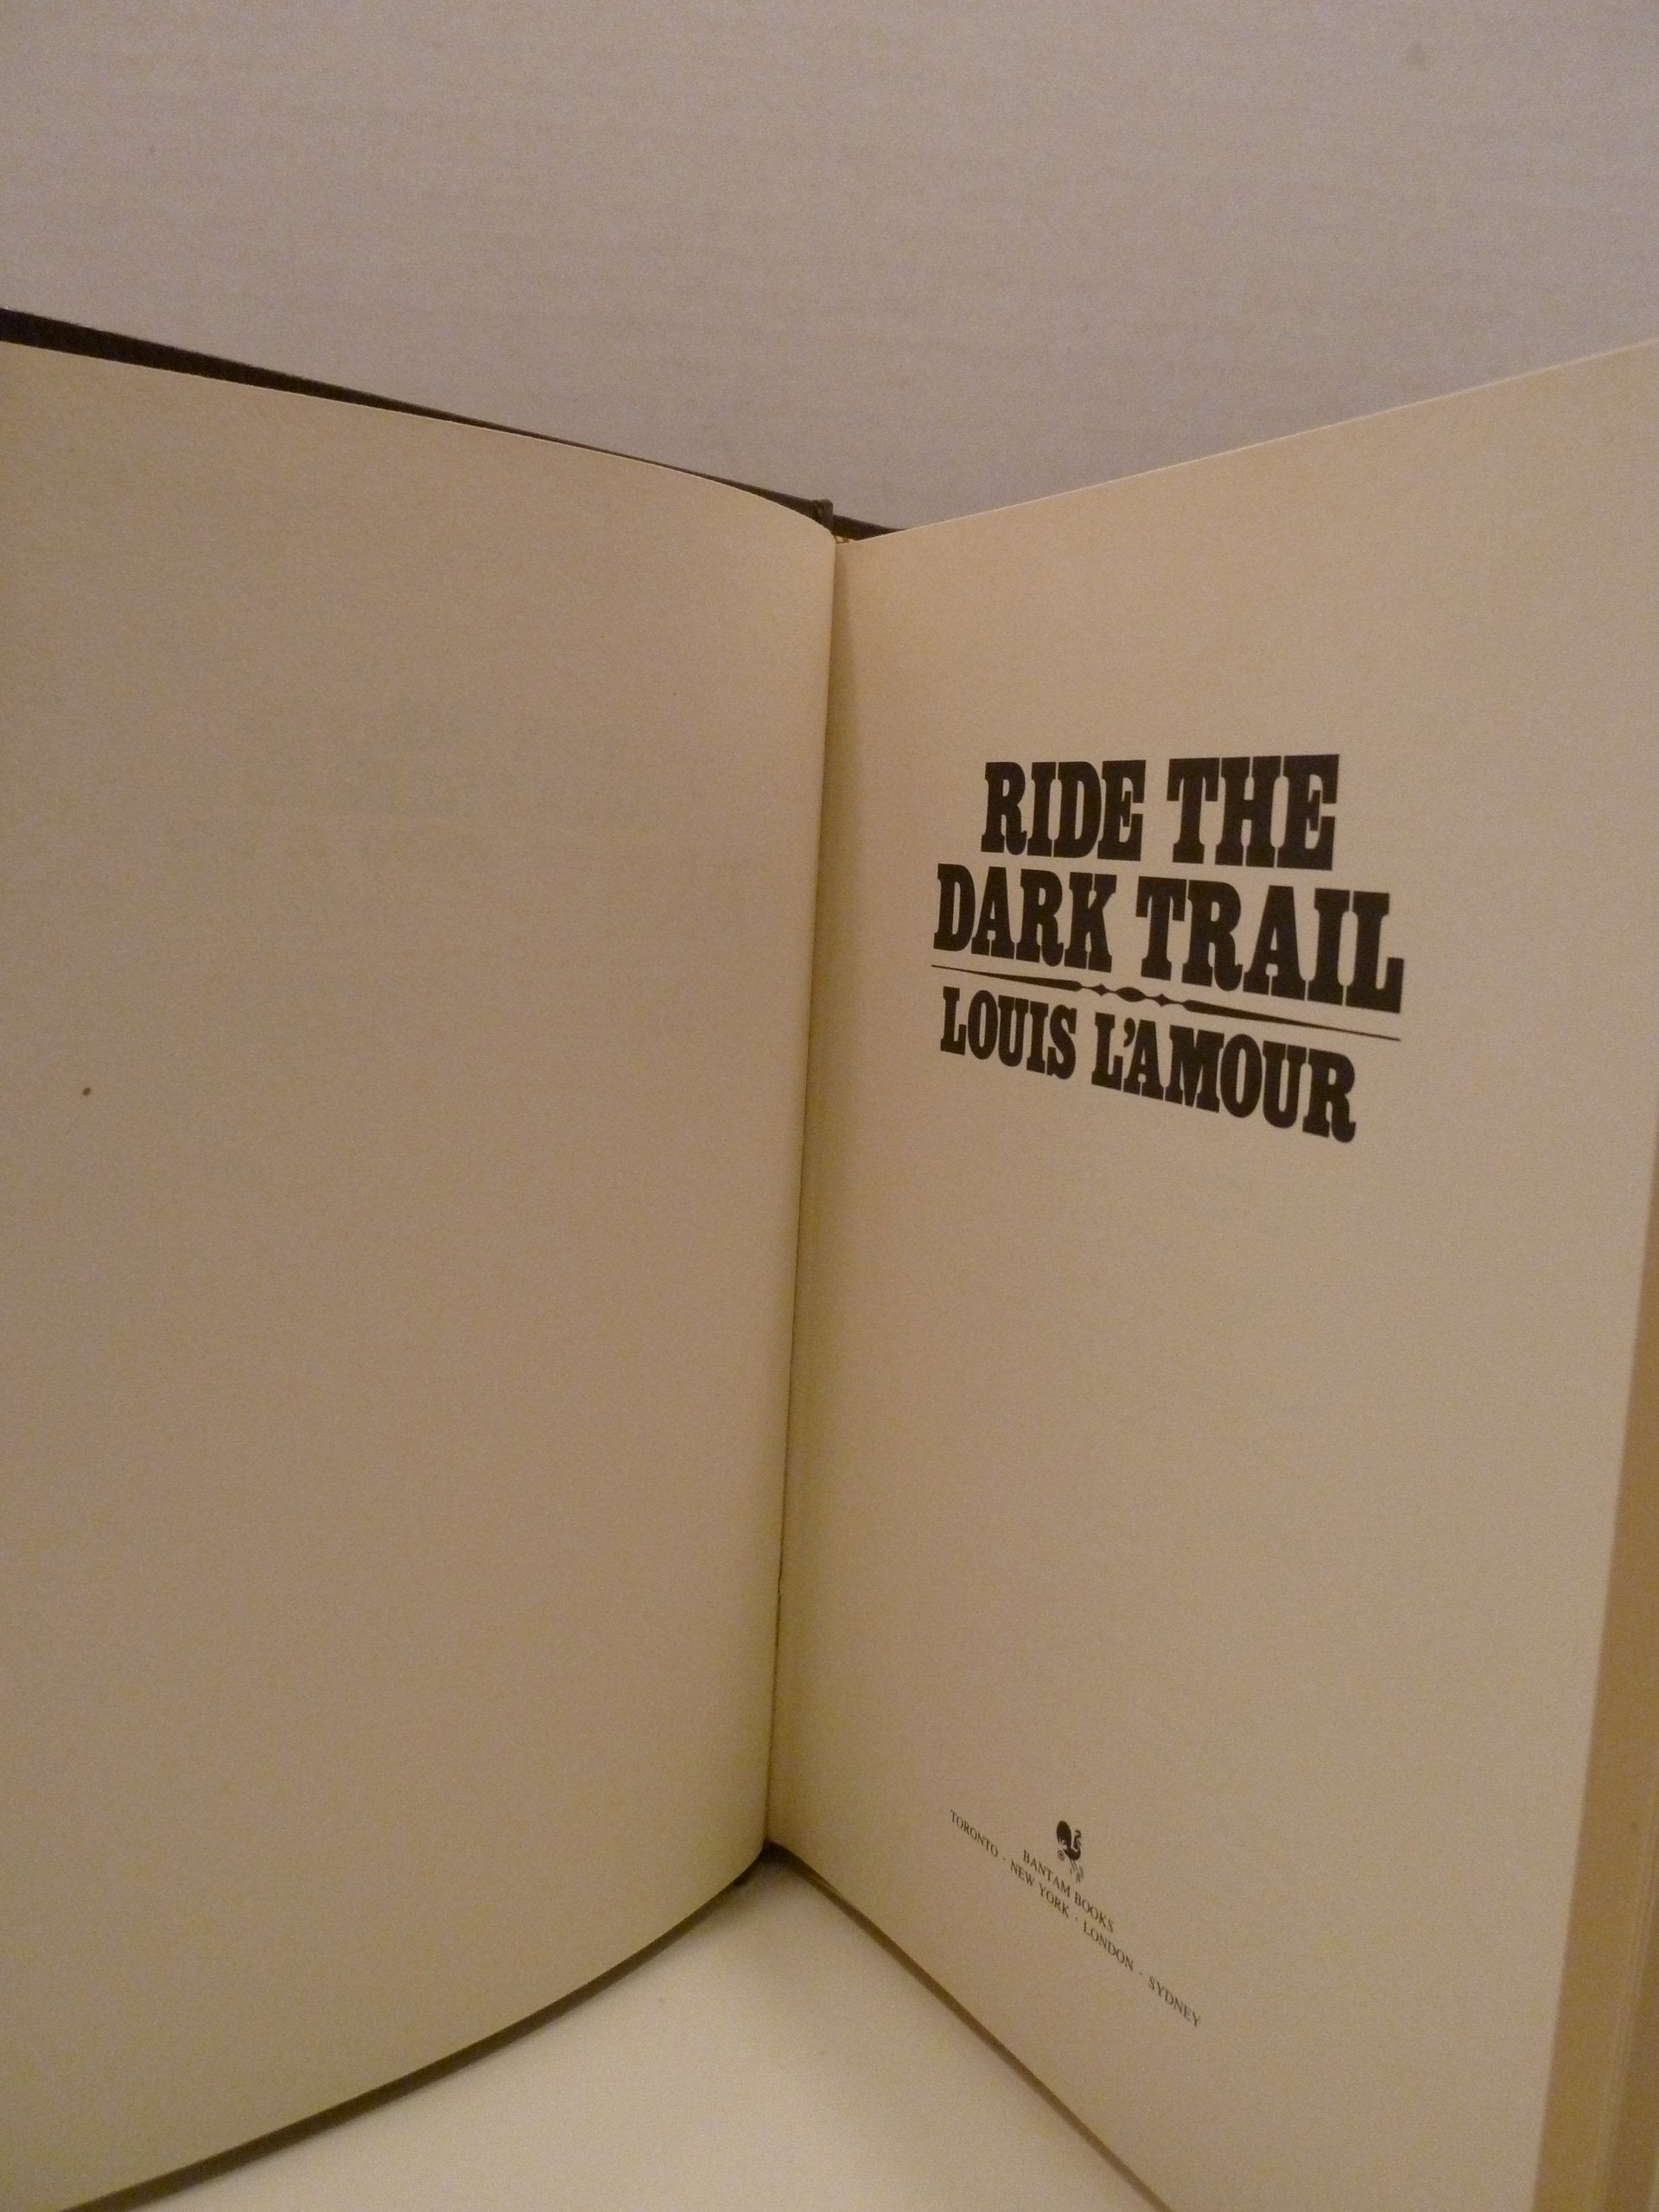 RIDE THE
DARK TRAIL
LOUIS L'AMOUR
BANTAM BOOKS
TORONTO · NEW YORK · LONDON · SYDNEY